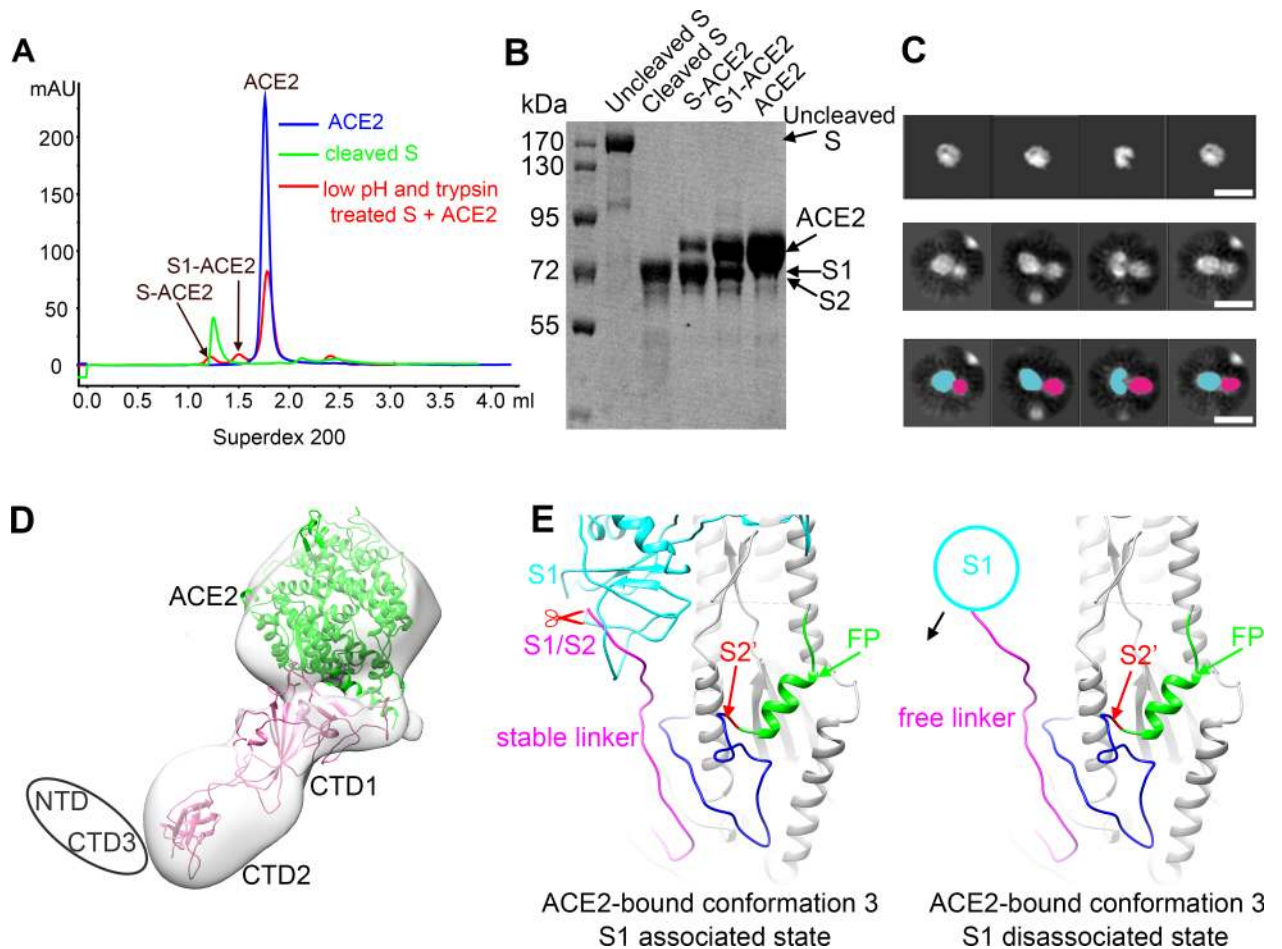 A
mAU
200
150
100
50
0
ACE2
ACE2
cleaved S
low pH and trypsin
treated S + ACE2
S1-ACE2
S-ACE2
0.0 0.5 1.0 1.5 2.0 2.5 3.0 3.5 4.0 ml
Superdex 200
B
Uncleaved S
Cleaved S
S-ACE2
S1-ACE2
ACE2
kDa
170
130
95
72
55
Uncleaved
S
ACE2
S1
S2
C
D
ACE2
CTD1
NTD
CTD3
CTD2
E
S1
S1/S2
S2’
FP
stable linker
ACE2-bound conformation 3
S1 associated state
S1
S2’
FP
free linker
ACE2-bound conformation 3
S1 disassociated state